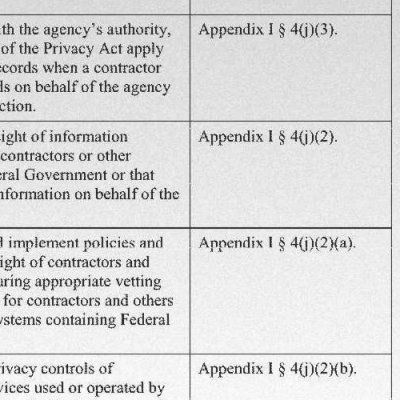 th the agency's authority, Appendix I § 4(j)(3).
of the Privacy Act apply
ecords when a contractor
ds on behalf of the agency
ction.
sight of information Appendix I § 4(j)(2).
contractors or other
eral Government or that
nformation on behalf of the
d implement policies and Appendix I § 4(j)(2)(a).
ight of contractors and
uring appropriate vetting
for contractors and others
ystems containing Federal
rivacy controls of Appendix I § 4(j)(2)(b).
vices used or operated by